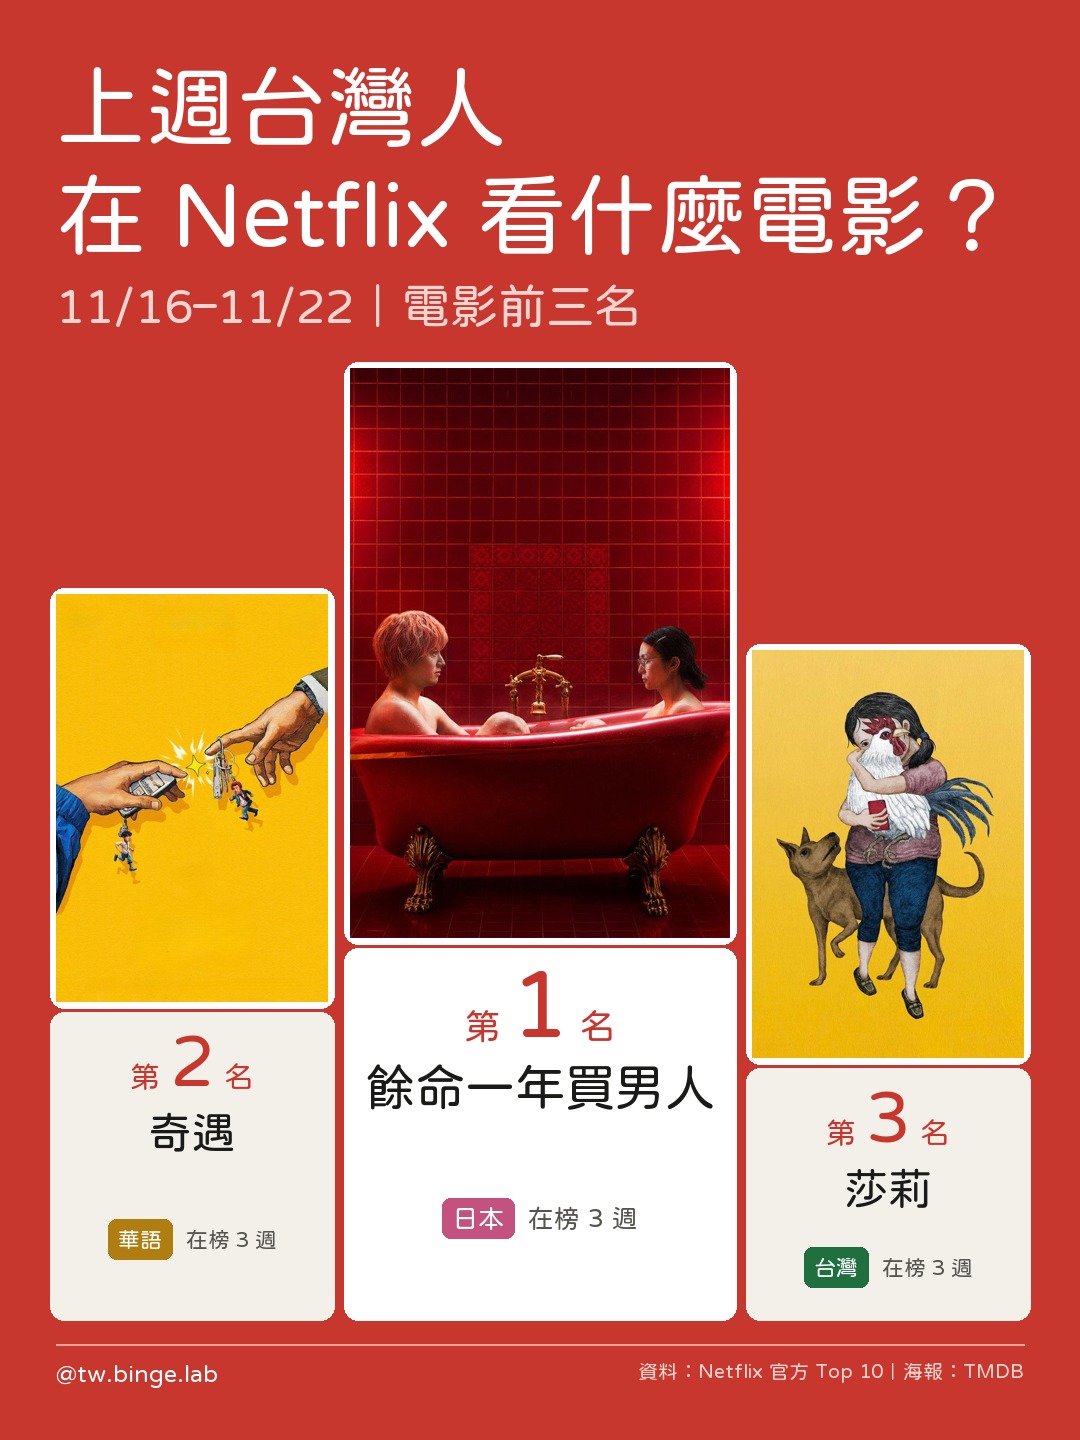 上週台灣人
在 Netflix 看什麼電影？
11/16–11/22｜電影前三名
第 1 名
餘命一年買男人
日本 在榜 3 週
第 2 名
奇遇
華語 在榜 3 週
第 3 名
莎莉
台灣 在榜 3 週
@tw.binge.lab
資料：Netflix 官方 Top 10｜海報：TMDB